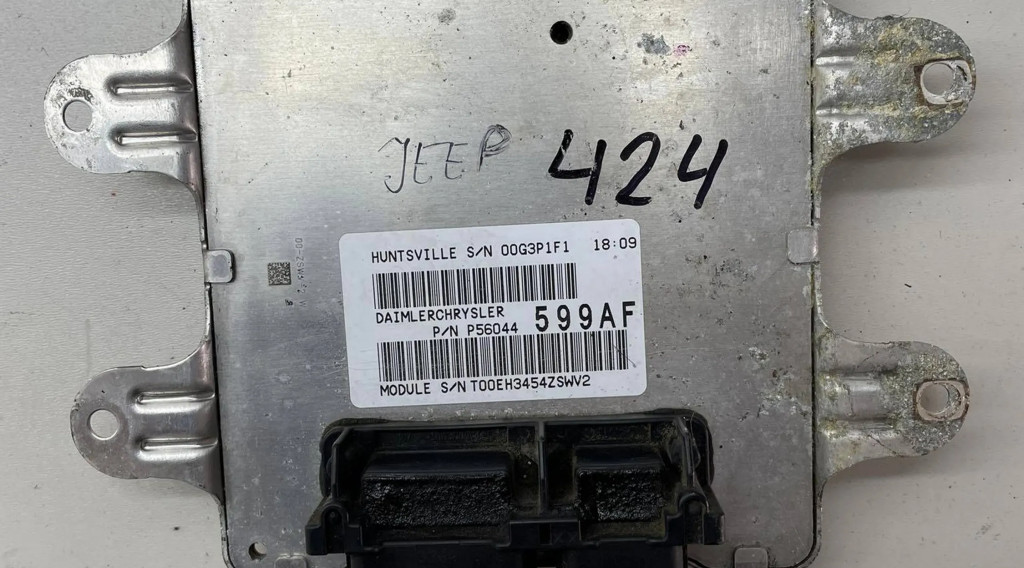 JEEP 424
HUNTSVILLE S/N 00G3P1F1 18:09
DAIMLERCHRYSLER
P/N P56044 599AF
MODULE S/N T00EH3454ZSWV2